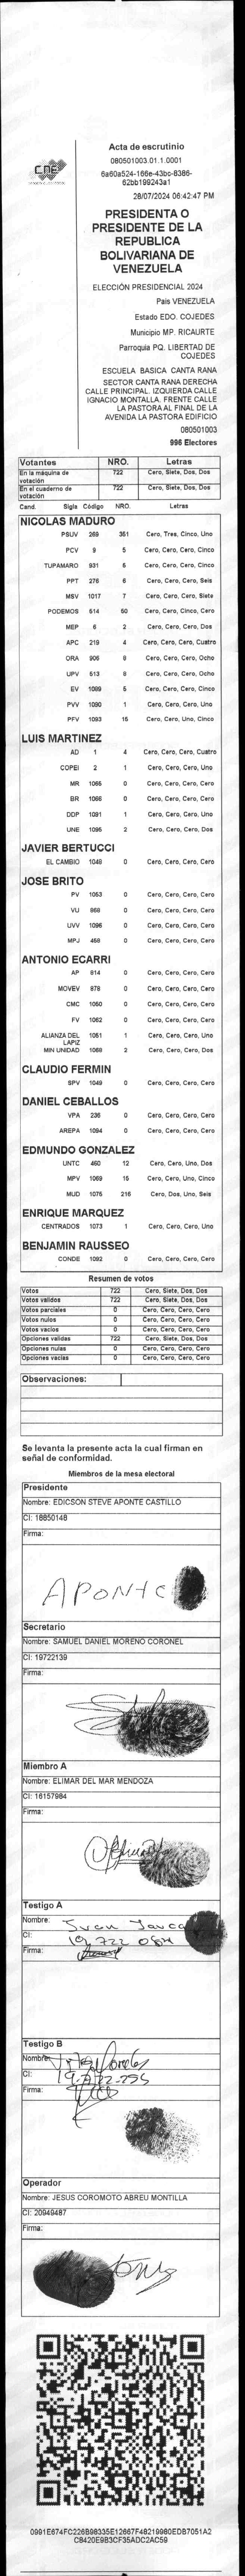 CNE
Acta de escrutinio
080501003.01.1.0001
6a60a524-166e-43bc-8386-
62bb199243a1
28/07/2024 06:42:47 PM
PRESIDENTA O
PRESIDENTE DE LA
REPUBLICA
BOLIVARIANA DE
VENEZUELA
ELECCIÓN PRESIDENCIAL 2024
Pais VENEZUELA
Estado EDO. COJEDES
Municipio MP. RICAURTE
Parroquia PQ. LIBERTAD DE
COJEDES
ESCUELA BASICA CANTA RANA
SECTOR CANTA RANA DERECHA
CALLE PRINCIPAL. IZQUIERDA CALLE
IGNACIO MONTALLA. FRENTE CALLE
LA PASTORA AL FINAL DE LA
AVENIDA LA PASTORA EDIFICIO
080501003
996 Electores
Votantes NRO. Letras
En la máquina de votación 722 Cero, Siete, Dos, Dos
En el cuaderno de votación 722 Cero, Siete, Dos, Dos
Cand. Sigla Código NRO. Letras
NICOLAS MADURO
PSUV 269 351 Cero, Tres, Cinco, Uno
PCV 9 5 Cero, Cero, Cero, Cinco
TUPAMARO 931 5 Cero, Cero, Cero, Cinco
PPT 276 6 Cero, Cero, Cero, Seis
MSV 1017 7 Cero, Cero, Cero, Siete
PODEMOS 514 50 Cero, Cero, Cinco, Cero
MEP 6 2 Cero, Cero, Cero, Dos
APC 219 4 Cero, Cero, Cero, Cuatro
ORA 905 8 Cero, Cero, Cero, Ocho
UPV 513 8 Cero, Cero, Cero, Ocho
EV 1089 5 Cero, Cero, Cero, Cinco
PVV 1090 1 Cero, Cero, Cero, Uno
PFV 1093 15 Cero, Cero, Uno, Cinco
LUIS MARTINEZ
AD 1 4 Cero, Cero, Cero, Cuatro
COPEI 2 1 Cero, Cero, Cero, Uno
MR 1065 0 Cero, Cero, Cero, Cero
BR 1066 0 Cero, Cero, Cero, Cero
DDP 1091 1 Cero, Cero, Cero, Uno
UNE 1095 2 Cero, Cero, Cero, Dos
JAVIER BERTUCCI
EL CAMBIO 1048 0 Cero, Cero, Cero, Cero
JOSE BRITO
PV 1053 0 Cero, Cero, Cero, Cero
VU 868 0 Cero, Cero, Cero, Cero
UVV 1096 0 Cero, Cero, Cero, Cero
MPJ 468 0 Cero, Cero, Cero, Cero
ANTONIO ECARRI
AP 814 0 Cero, Cero, Cero, Cero
MOVEV 878 0 Cero, Cero, Cero, Cero
CMC 1050 0 Cero, Cero, Cero, Cero
FV 1062 0 Cero, Cero, Cero, Cero
ALIANZA DEL LAPIZ 1051 1 Cero, Cero, Cero, Uno
MIN UNIDAD 1069 2 Cero, Cero, Cero, Dos
CLAUDIO FERMIN
SPV 1049 0 Cero, Cero, Cero, Cero
DANIEL CEBALLOS
VPA 236 0 Cero, Cero, Cero, Cero
AREPA 1094 0 Cero, Cero, Cero, Cero
EDMUNDO GONZALEZ
UNTC 460 12 Cero, Cero, Uno, Dos
MPV 1069 15 Cero, Cero, Uno, Cinco
MUD 1075 216 Cero, Dos, Uno, Seis
ENRIQUE MARQUEZ
CENTRADOS 1073 1 Cero, Cero, Cero, Uno
BENJAMIN RAUSSEO
CONDE 1092 0 Cero, Cero, Cero, Cero
Resumen de votos
Votos 722 Cero, Siete, Dos, Dos
Votos validos 722 Cero, Siete, Dos, Dos
Votos parciales 0 Cero, Cero, Cero, Cero
Votos nulos 0 Cero, Cero, Cero, Cero
Votos vacios 0 Cero, Cero, Cero, Cero
Opciones validas 722 Cero, Siete, Dos, Dos
Opciones nulas 0 Cero, Cero, Cero, Cero
Opciones vacias 0 Cero, Cero, Cero, Cero
Observaciones:
Se levanta la presente acta la cual firman en
señal de conformidad.
Miembros de la mesa electoral
Presidente
Nombre: EDICSON STEVE APONTE CASTILLO
CI: 18850148
Firma:
APONTE
Secretario
Nombre: SAMUEL DANIEL MORENO CORONEL
CI: 19722139
Firma:
Miembro A
Nombre: ELIMAR DEL MAR MENDOZA
CI: 16157984
Firma:
Testigo A
Nombre:
CI: 19 722 084
Firma:
Testigo B
Nombre:
CI:
Firma:
Operador
Nombre: JESUS COROMOTO ABREU MONTILLA
CI: 20949487
Firma:
0991E674FC226B98335E12667F48219980EDB7051A2
CB420E9B3CF35ADC2AC59